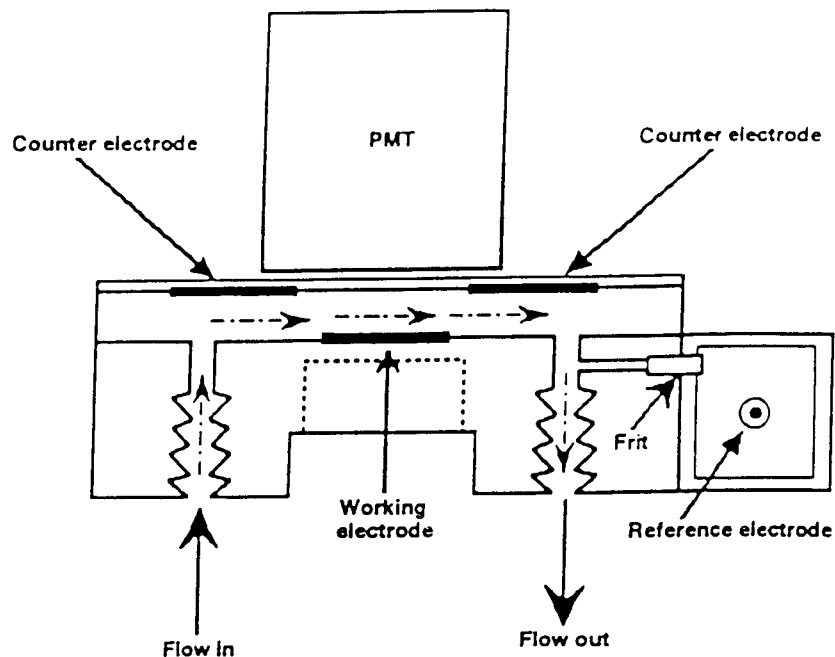 PMT
Counter electrode
Counter electrode
Frit
Working
electrode
Reference electrode
Flow in
Flow out